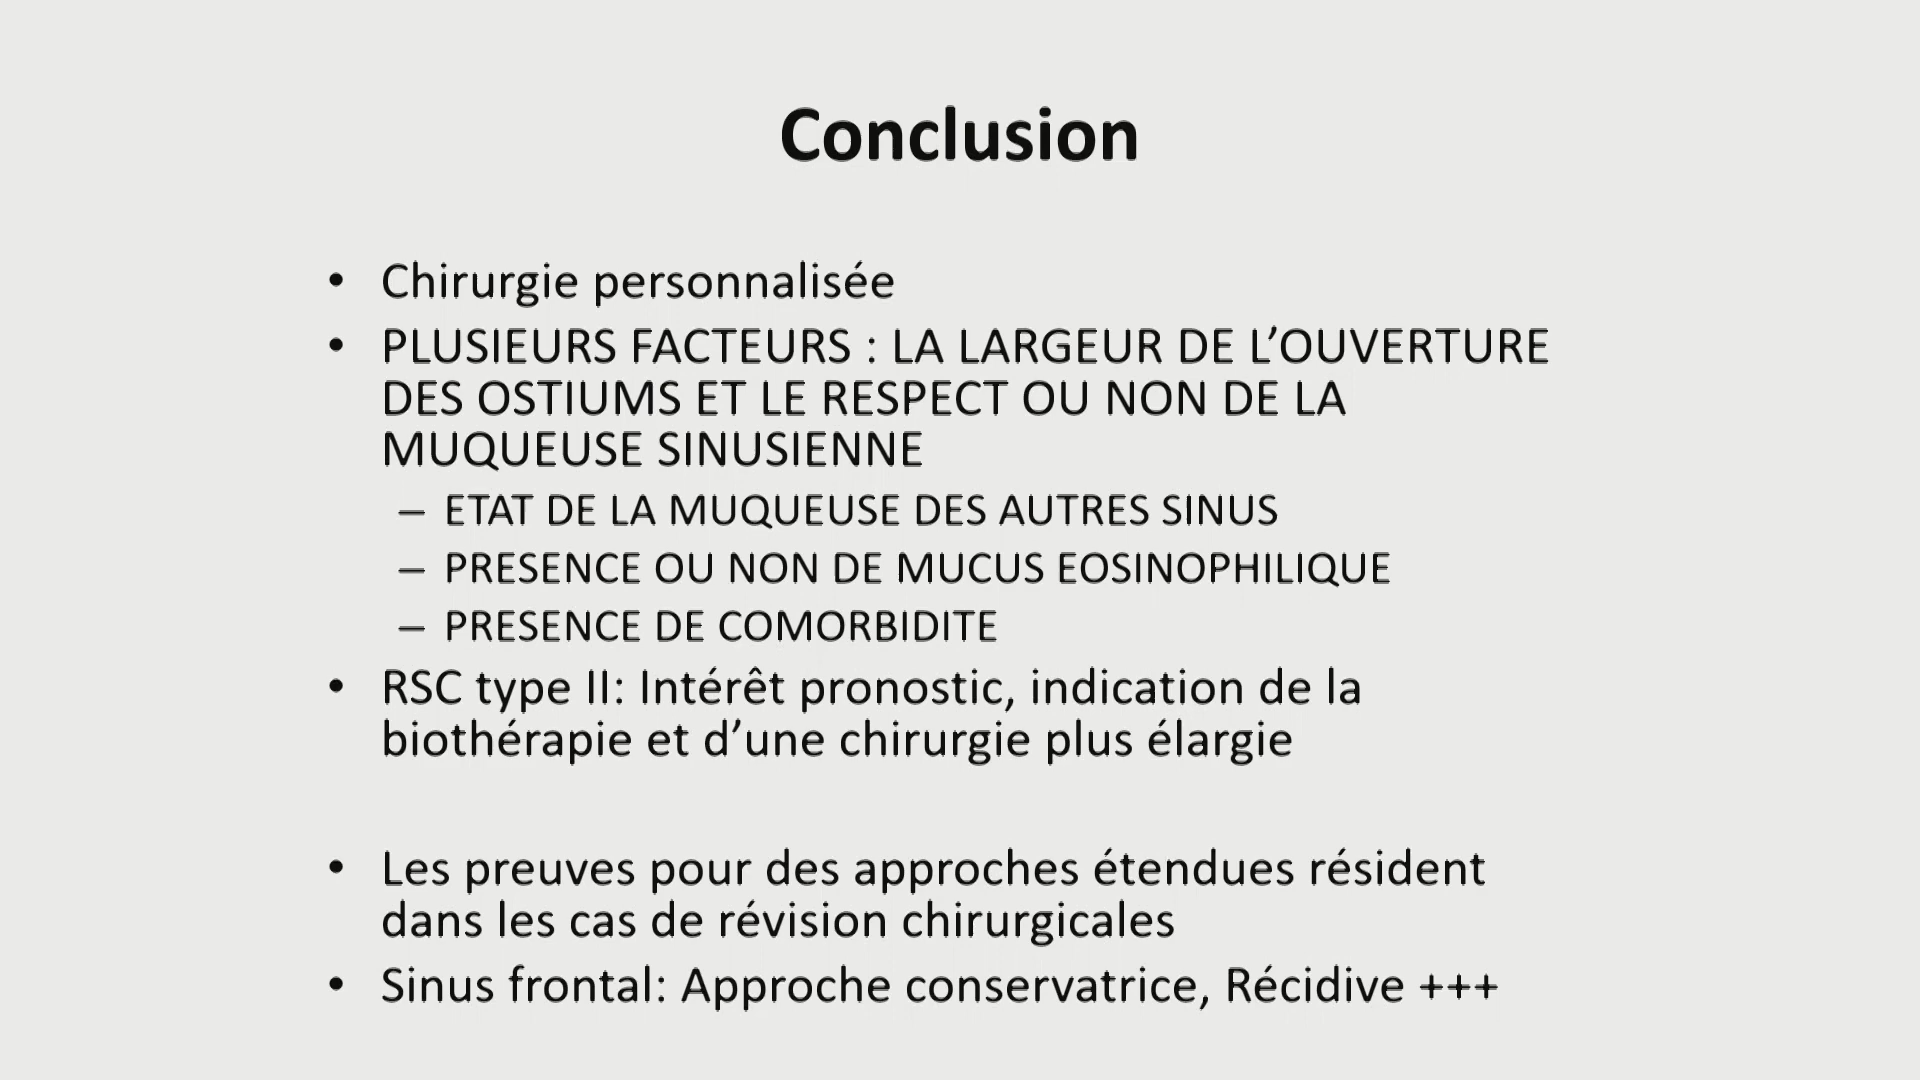 Conclusion
• Chirurgie personnalisée
• PLUSIEURS FACTEURS : LA LARGEUR DE L’OUVERTURE
DES OSTIUMS ET LE RESPECT OU NON DE LA
MUQUEUSE SINUSIENNE
– ETAT DE LA MUQUEUSE DES AUTRES SINUS
– PRESENCE OU NON DE MUCUS EOSINOPHILIQUE
– PRESENCE DE COMORBIDITE
• RSC type II: Intérêt pronostic, indication de la
biothérapie et d’une chirurgie plus élargie
• Les preuves pour des approches étendues résident
dans les cas de révision chirurgicales
• Sinus frontal: Approche conservatrice, Récidive +++